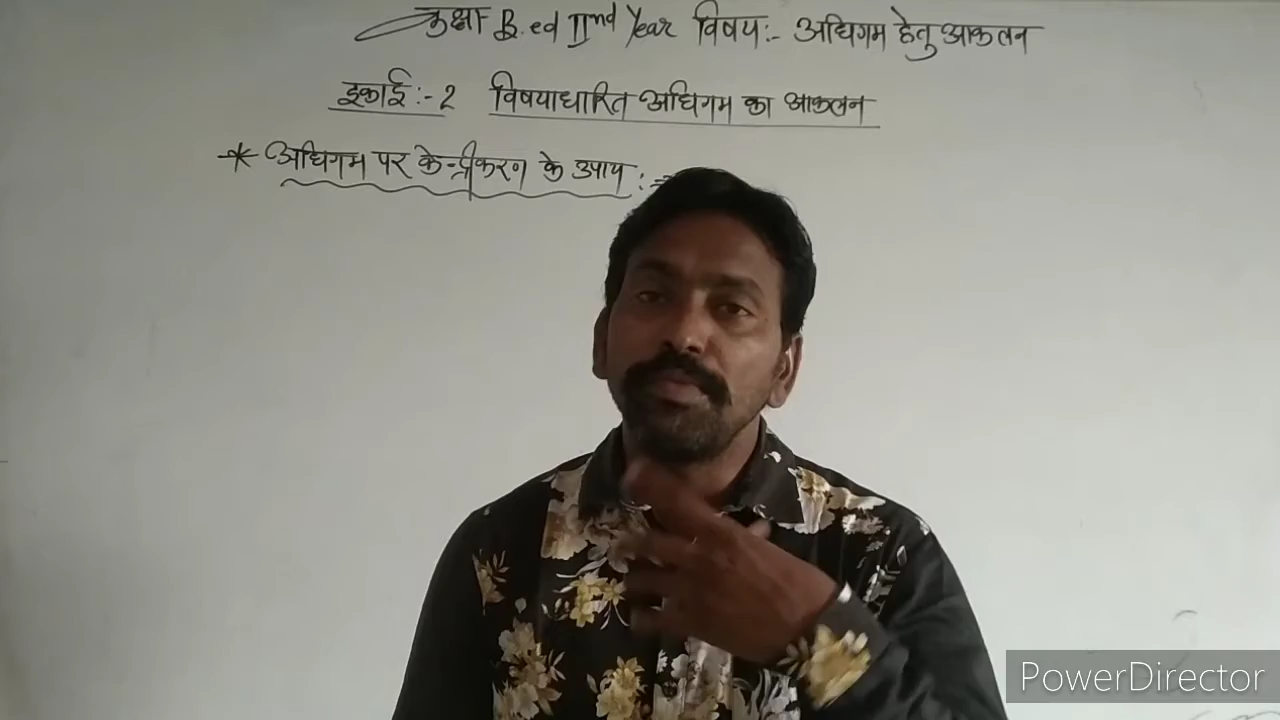 कक्षा B.ed IInd Year विषय:- अधिगम हेतु आकलन
इकाई:-2 विषयाधारित अधिगम का आकलन
* अधिगम पर केन्द्रीकरण के उपाय:=
PowerDirector